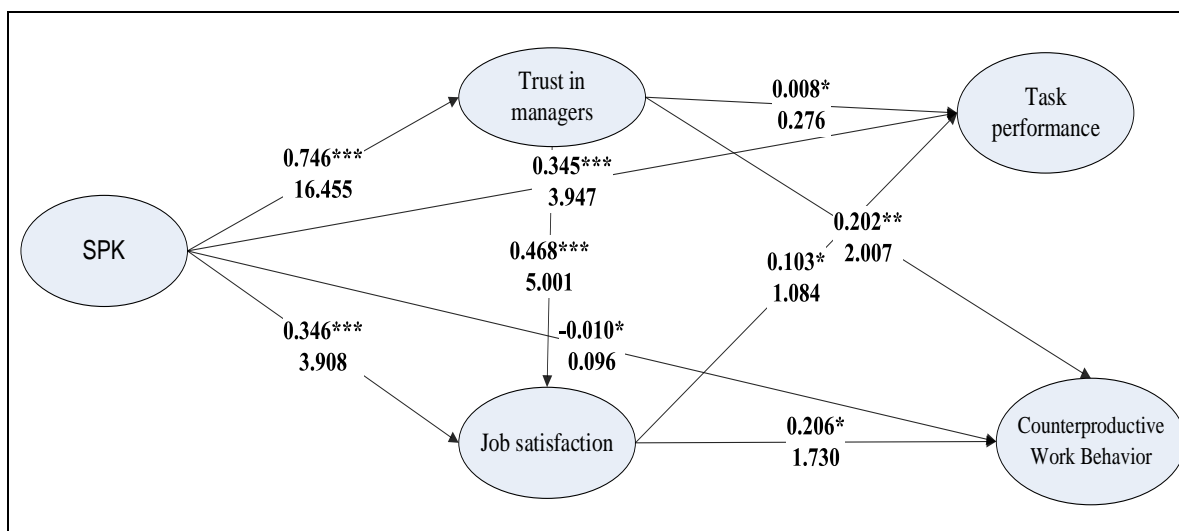 Trust in
managers
0.008*
0.276
Task
performance
0.746***
16.455
0.345***
3.947
SPK
0.468***
5.001
0.202**
2.007
0.103*
1.084
0.346***
3.908
-0.010*
0.096
Job satisfaction
0.206*
1.730
Counterproductive
Work Behavior